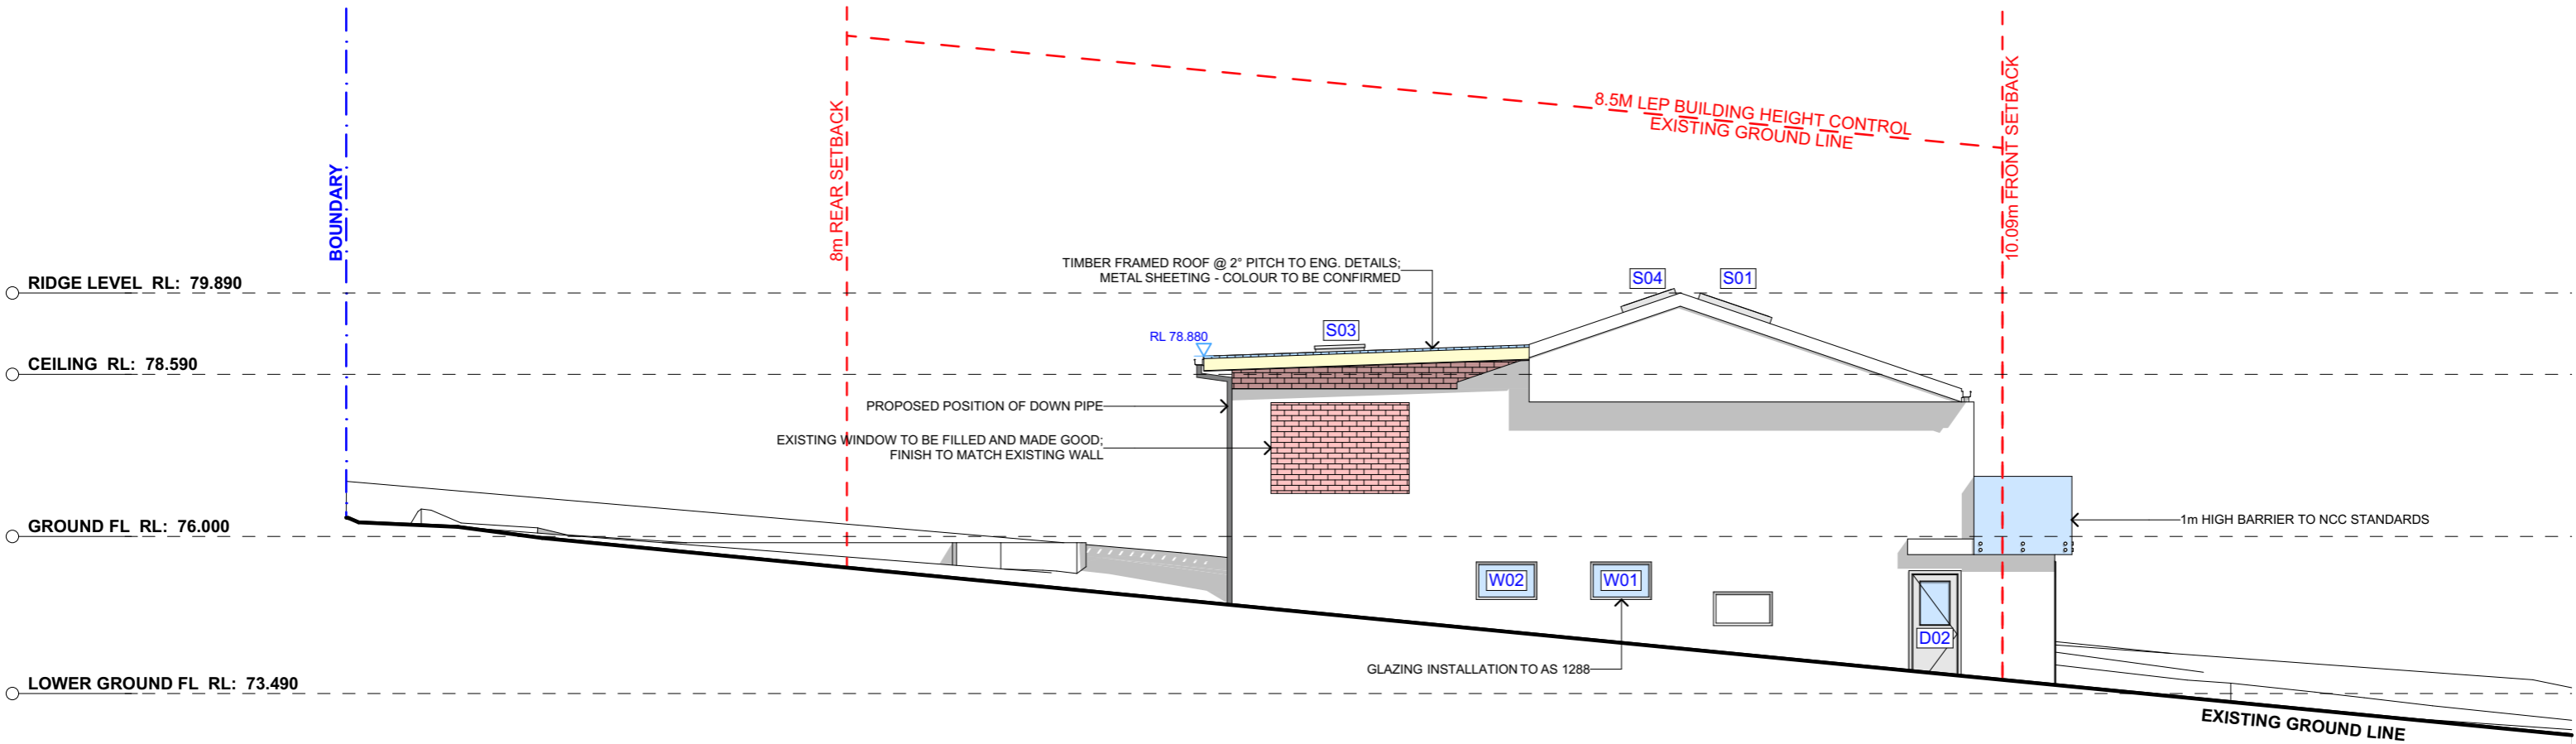 BOUNDARY
8m REAR SETBACK
8.5M LEP BUILDING HEIGHT CONTROL
EXISTING GROUND LINE
10.09m FRONT SETBACK
RIDGE LEVEL RL: 79.890
CEILING RL: 78.590
GROUND FL RL: 76.000
LOWER GROUND FL RL: 73.490
TIMBER FRAMED ROOF @ 2° PITCH TO ENG. DETAILS;
METAL SHEETING - COLOUR TO BE CONFIRMED
S04
S01
S03
RL 78.880
PROPOSED POSITION OF DOWN PIPE
EXISTING WINDOW TO BE FILLED AND MADE GOOD;
FINISH TO MATCH EXISTING WALL
1m HIGH BARRIER TO NCC STANDARDS
W02
W01
D02
GLAZING INSTALLATION TO AS 1288
EXISTING GROUND LINE